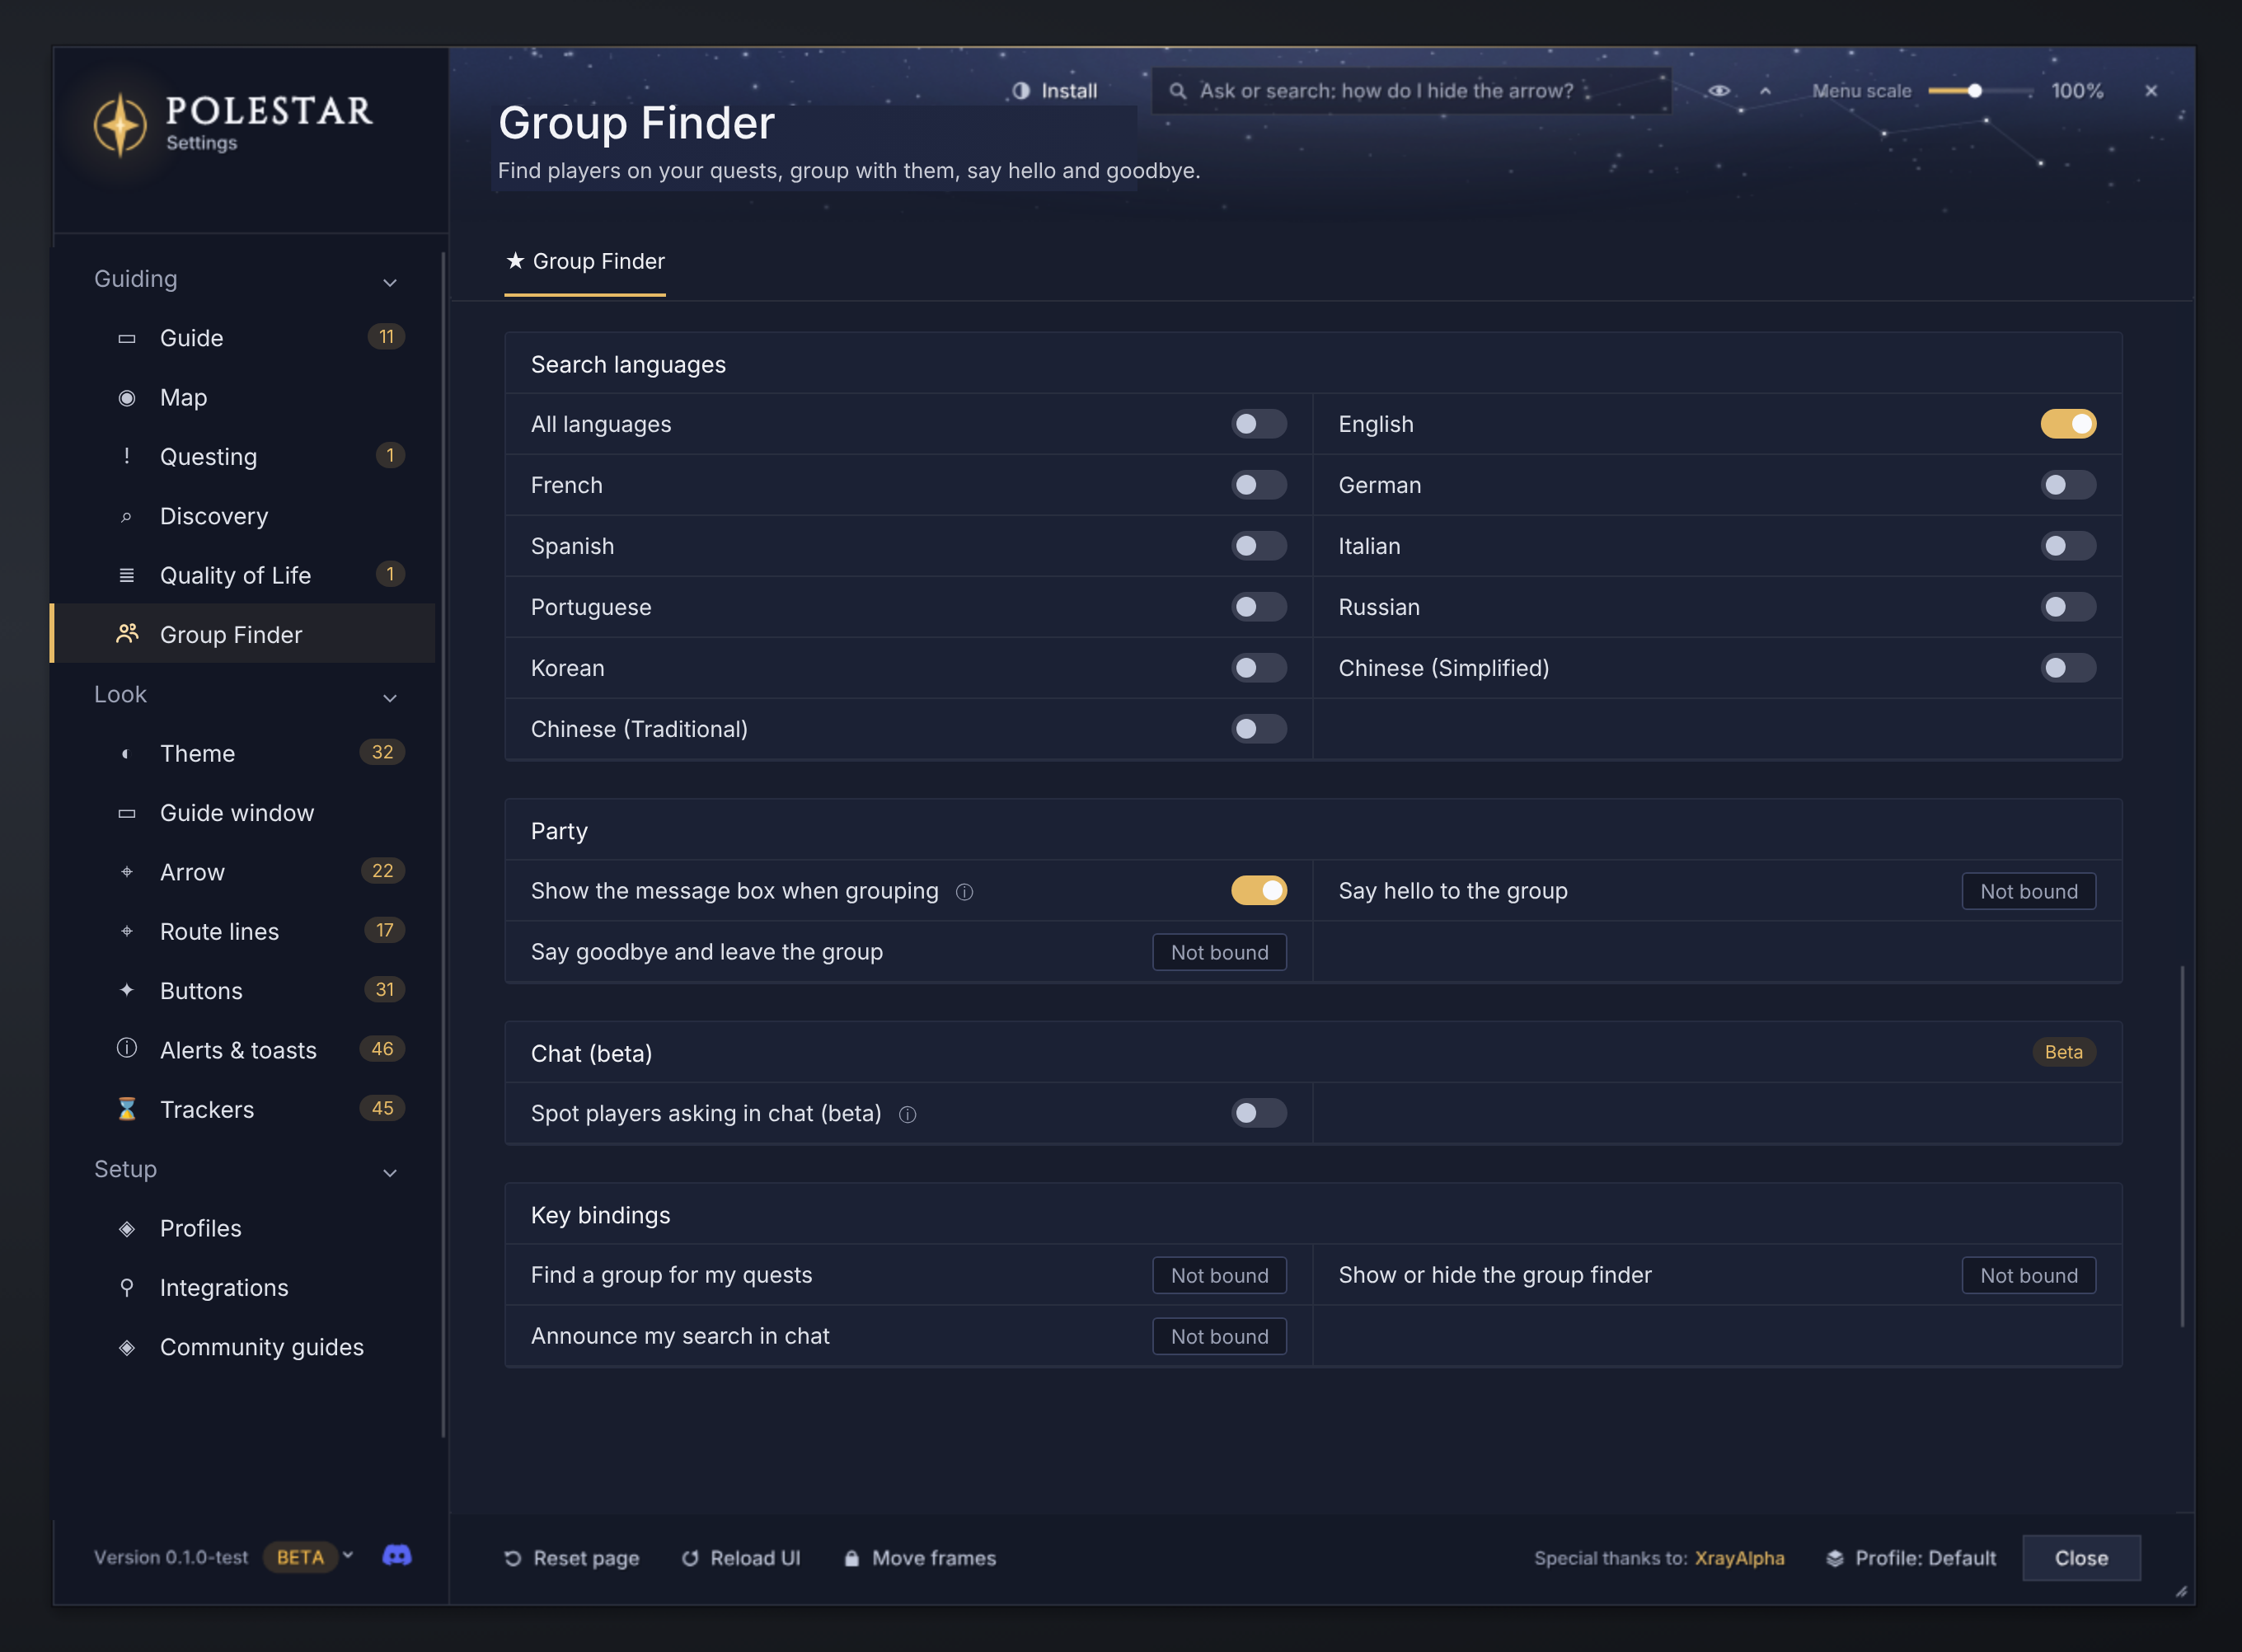 POLESTAR
Settings
Install
Ask or search: how do I hide the arrow?
Menu scale
100%
Group Finder
Find players on your quests, group with them, say hello and goodbye.
★ Group Finder
Guiding
Guide 11
Map
Questing 1
Discovery
Quality of Life 1
Group Finder
Look
Theme 32
Guide window
Arrow 22
Route lines 17
Buttons 31
Alerts & toasts 46
Trackers 45
Setup
Profiles
Integrations
Community guides
Version 0.1.0-test BETA
Search languages
All languages
English
French
German
Spanish
Italian
Portuguese
Russian
Korean
Chinese (Simplified)
Chinese (Traditional)
Party
Show the message box when grouping
Say hello to the group Not bound
Say goodbye and leave the group Not bound
Chat (beta) Beta
Spot players asking in chat (beta)
Key bindings
Find a group for my quests Not bound
Show or hide the group finder Not bound
Announce my search in chat Not bound
Reset page
Reload UI
Move frames
Special thanks to: XrayAlpha
Profile: Default
Close